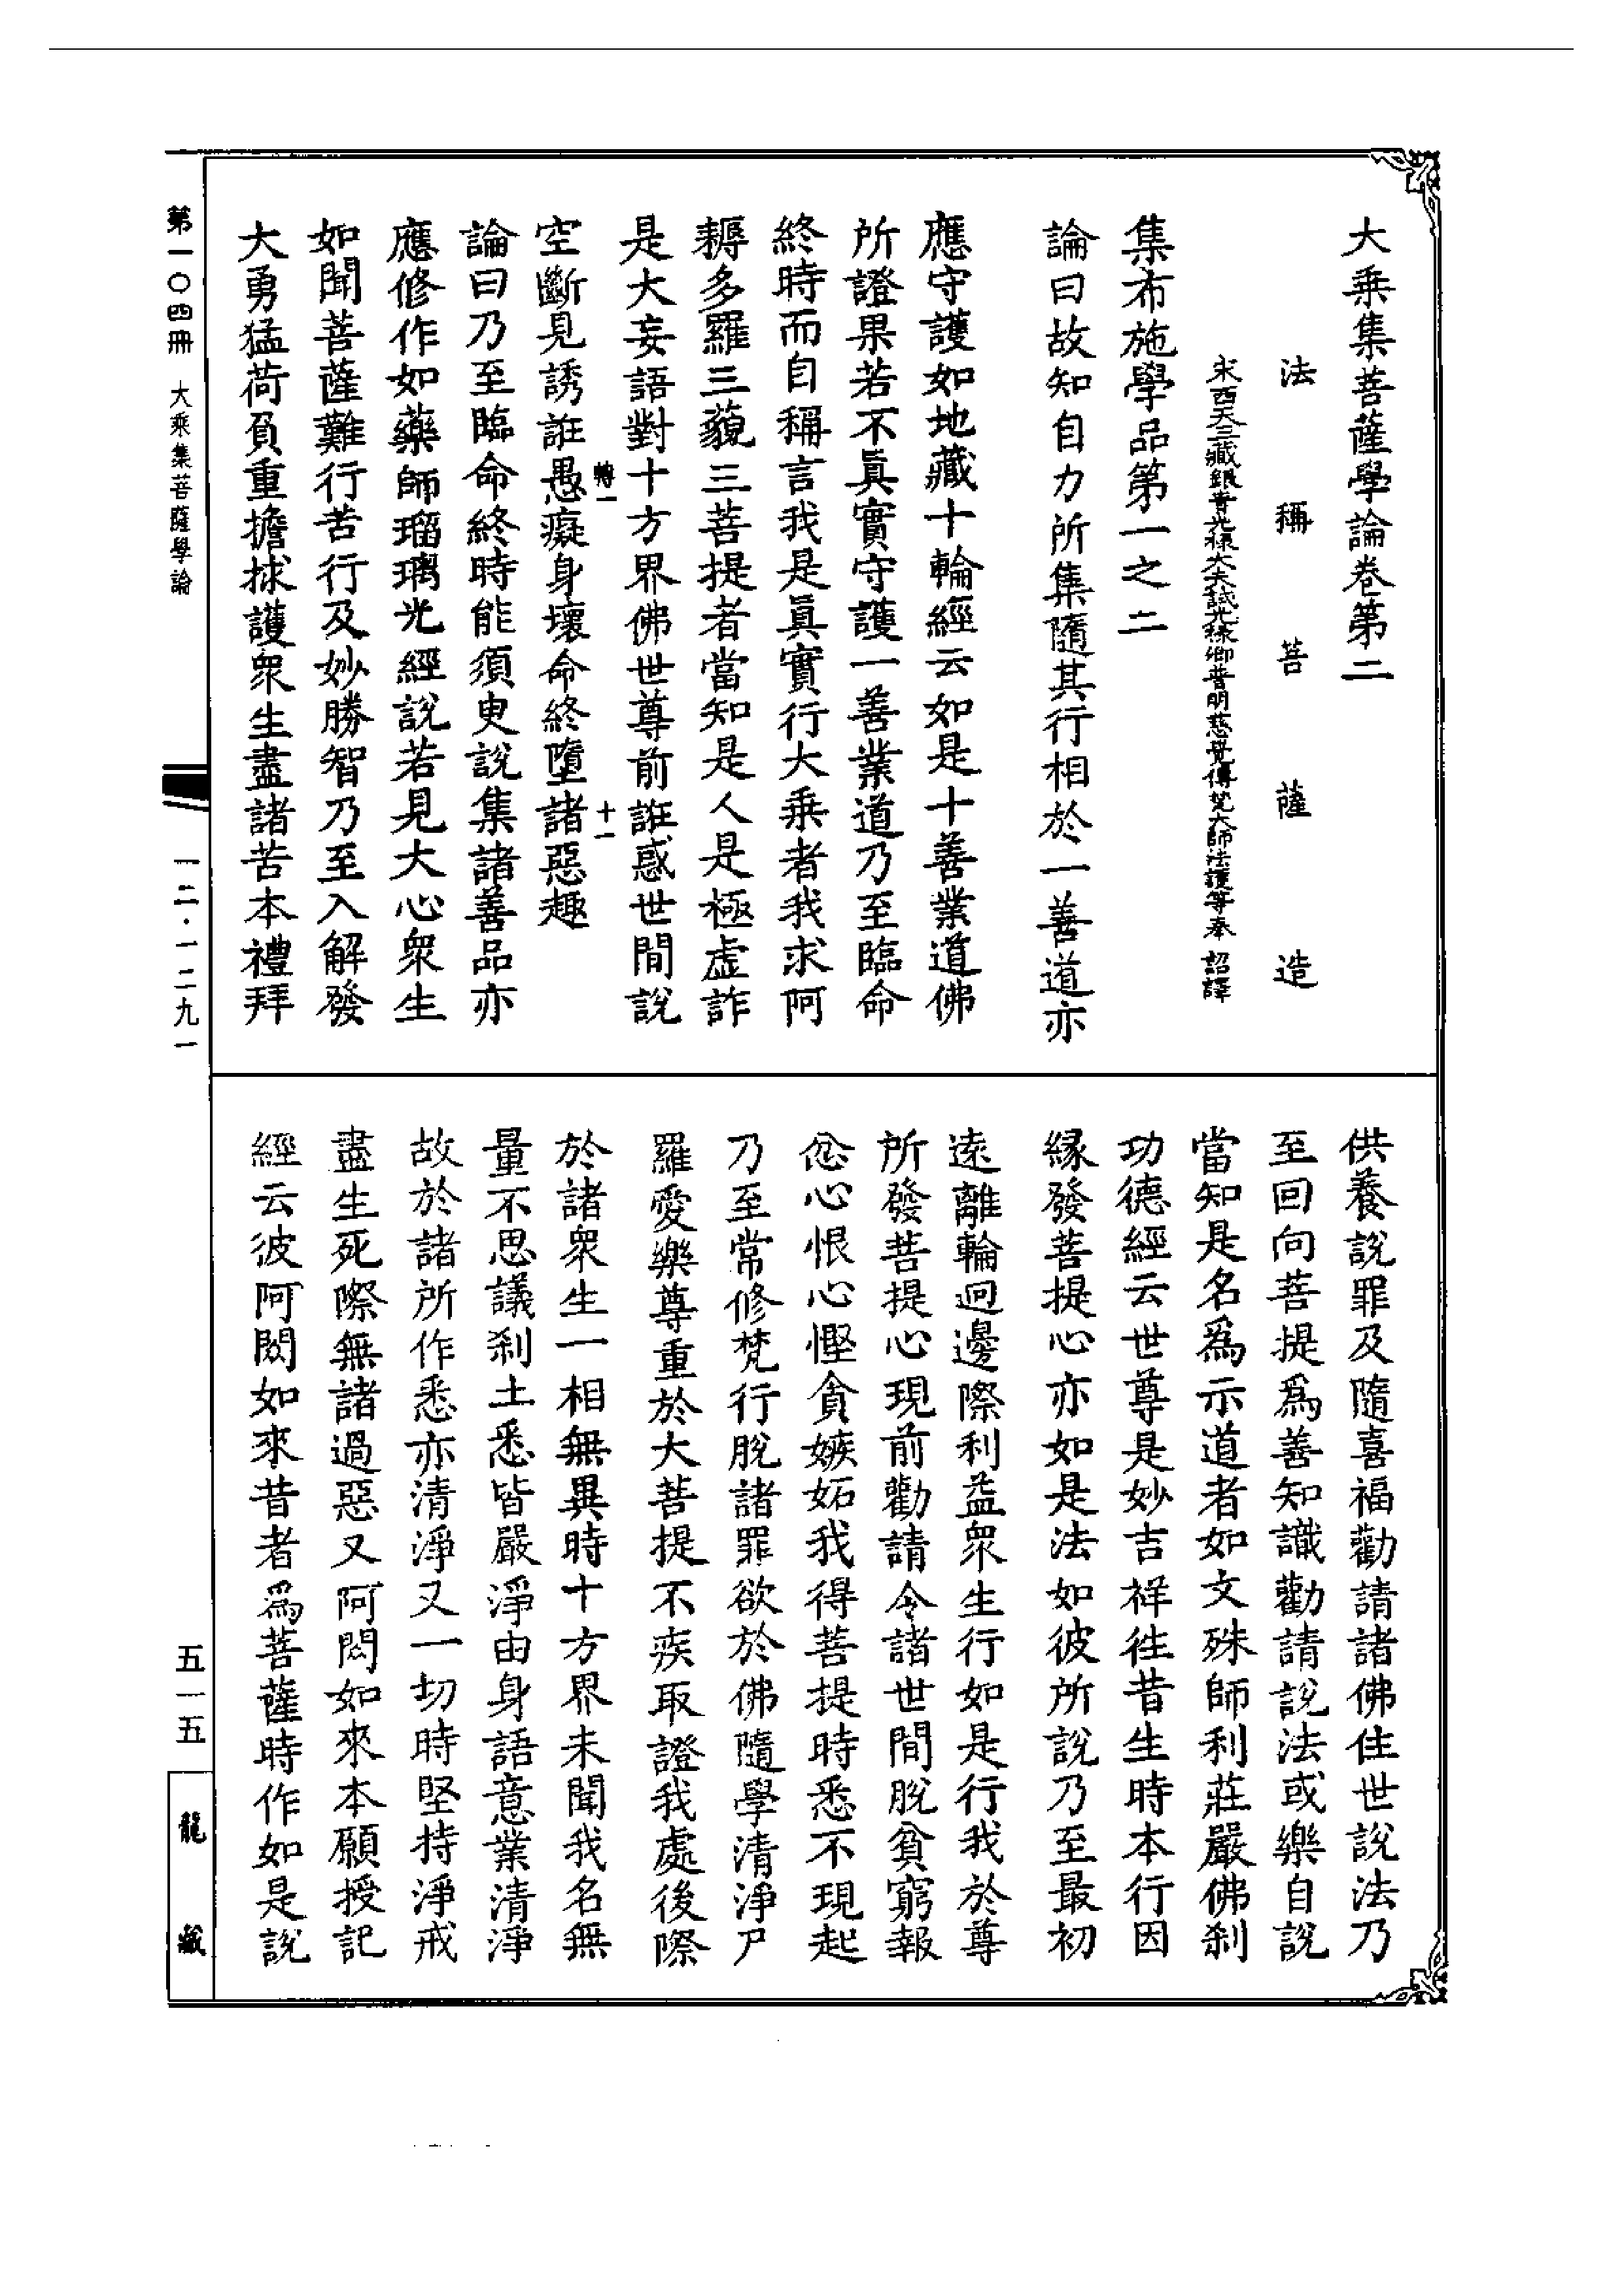 大乘集菩薩學論卷第二
法稱菩薩造
宋西天三藏銀青光祿大夫試光祿卿普明慈覺傳梵大師法護等奉 詔譯
集布施學品第一之二
論曰故知自力所集隨其行相於一善道亦
應守護如地藏十輪經云如是十善業道佛
所證果若不眞實守護一善業道乃至臨命
終時而自稱言我是眞實行大乘者我求阿
耨多羅三藐三菩提者當知是人是極虛詐
是大妄語對十方界佛世尊前誑惑世間說
轉一
十一
空斷見誘誑愚癡身壞命終墮諸惡趣
論曰乃至臨命終時能須臾說集諸善品亦
應修作如藥師瑠璃光經說若見大心衆生
如聞菩薩難行苦行及妙勝智乃至入解發
大勇猛荷負重擔救護衆生盡諸苦本禮拜
供養說罪及隨喜福勸請諸佛住世說法乃
至回向菩提爲善知識勸請說法或樂自說
當知是名爲示道者如文殊師利莊嚴佛刹
功德經云世尊是妙吉祥徃昔生時本行因
縁發菩提心亦如是法如彼所說乃至最初
遠離輪迴邊際利益衆生行如是行我於尊
所發菩提心現前勸請令諸世間脫貧窮報
忿心恨心慳貪嫉妬我得菩提時悉不現起
乃至常修梵行脫諸罪欲於佛隨學清淨尸
羅愛樂尊重於大菩提不疾取證我處後際
於諸衆生一相無異時十方界未聞我名無
量不思議刹土悉皆嚴淨由身語意業清淨
故於諸所作悉亦清淨又一切時堅持淨戒
盡生死際無諸過惡又阿閦如來本願授記
經云彼阿閦如來昔者爲菩薩時作如是說
第一〇四冊 大乘集菩薩學論
一二·一二九一
五一五
龍藏